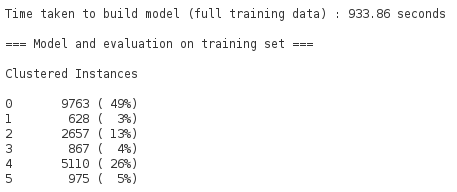 Time taken to build model (full training data) : 933.86 seconds
=== Model and evaluation on training set ===
Clustered Instances
0 9763 ( 49%)
1 628 ( 3%)
2 2657 ( 13%)
3 867 ( 4%)
4 5110 ( 26%)
5 975 ( 5%)